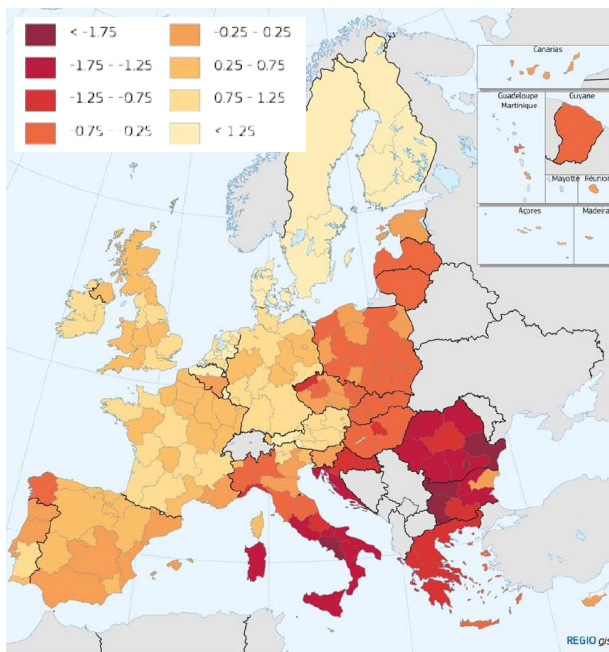 < -1.75
-1.75 - -1.25
-1.25 - -0.75
-0.75 - -0.25
-0.25 - 0.25
0.25 - 0.75
0.75 - 1.25
< 1.25
Canarias
Guadeloupe
Martinique
Guyane
Mayotte
Réunion
Açores
Madeira
REGIO gis